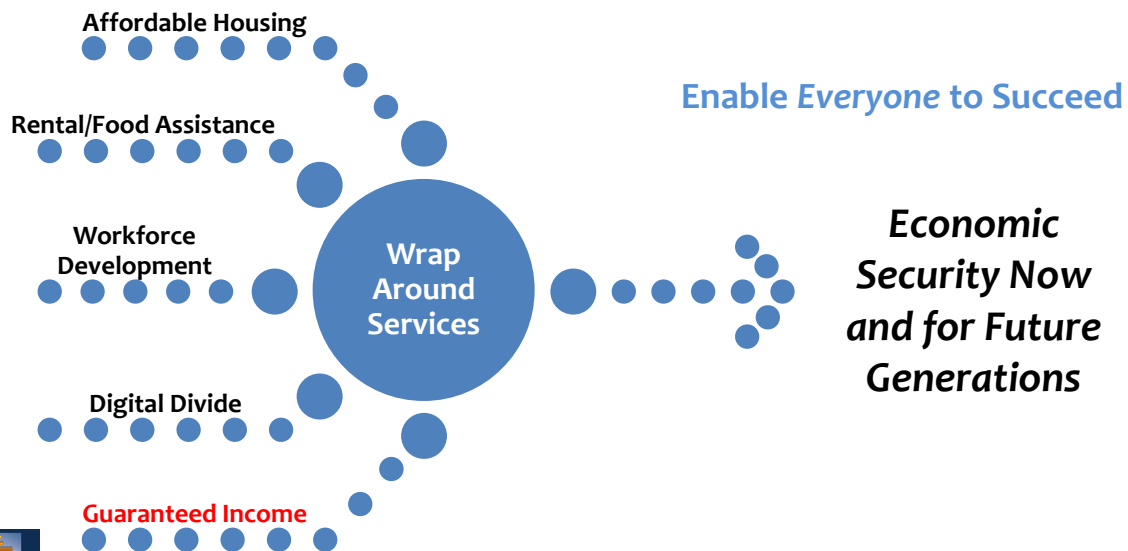 Affordable Housing
Enable Everyone to Succeed
Rental/Food Assistance
Workforce
Development
Wrap
Around
Services
Economic
Security Now
and for Future
Generations
Digital Divide
Guaranteed Income